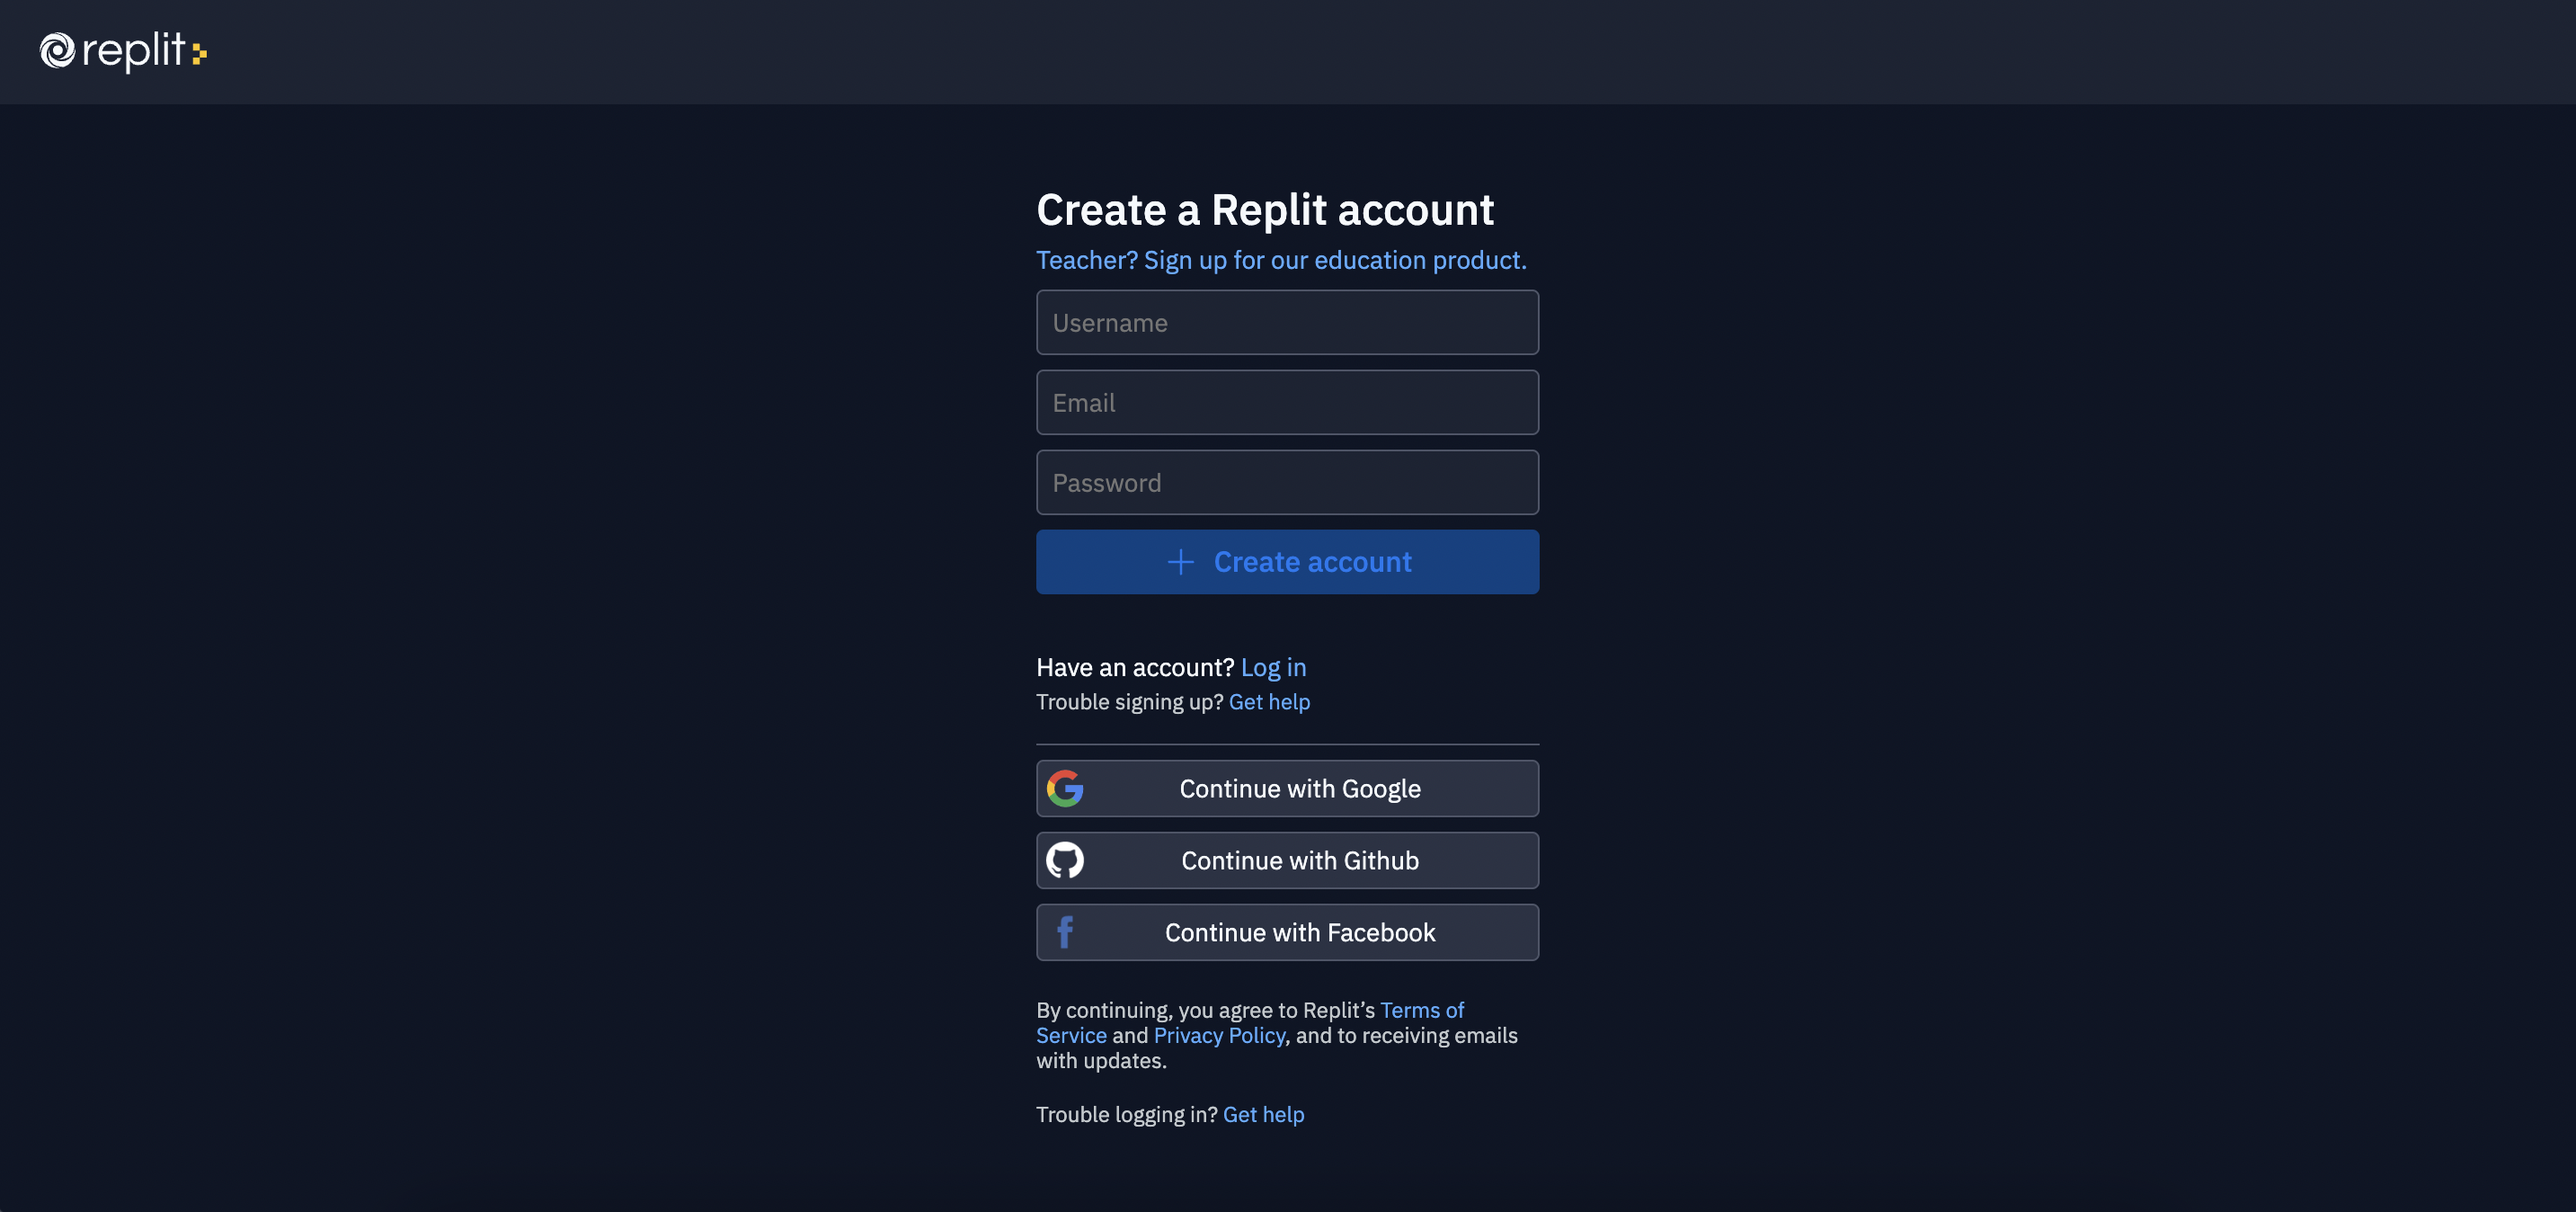 replit
Create a Replit account
Teacher? Sign up for our education product.
Username
Email
Password
Create account
Have an account? Log in
Trouble signing up? Get help
Continue with Google
Continue with Github
Continue with Facebook
By continuing, you agree to Replit’s Terms of
Service and Privacy Policy, and to receiving emails
with updates.
Trouble logging in? Get help